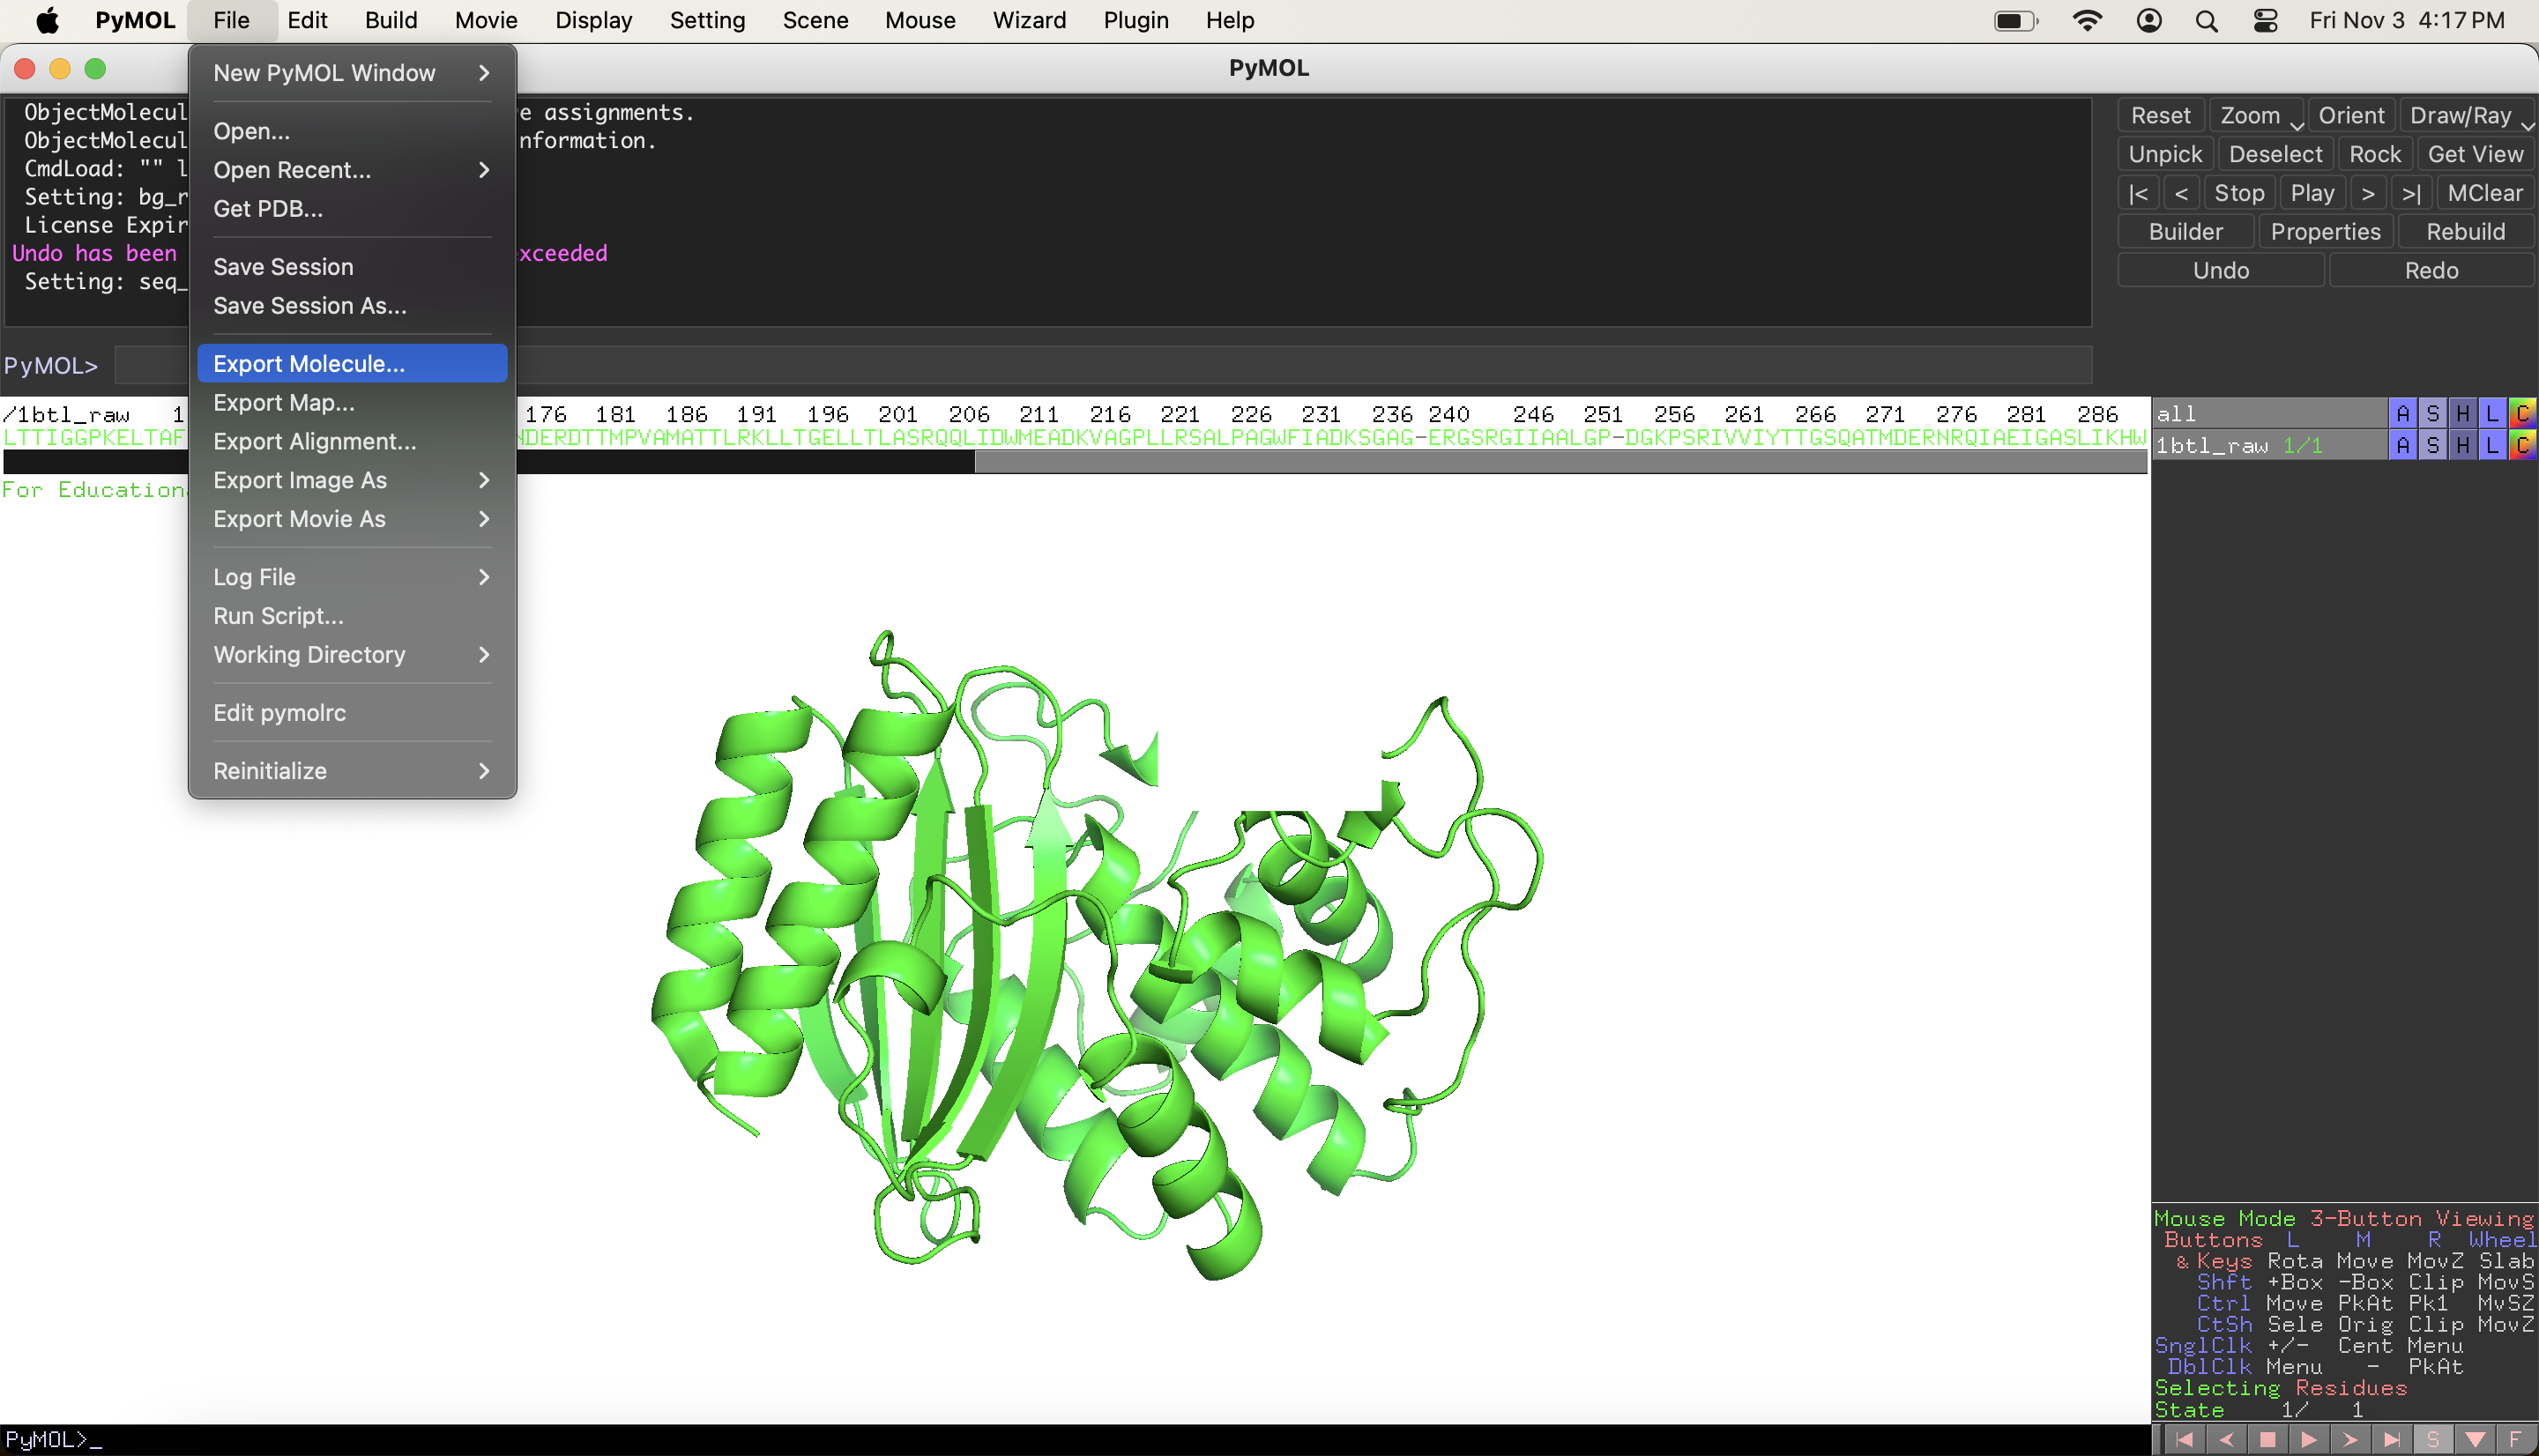 PyMOL File Edit Build Movie Display Setting Scene Mouse Wizard Plugin Help Fri Nov 3 4:17 PM
PyMOL
New PyMOL Window
Open...
Open Recent...
Get PDB...
Save Session
Save Session As...
Export Molecule...
Export Map...
Export Alignment...
Export Image As
Export Movie As
Log File
Run Script...
Working Directory
Edit pymolrc
Reinitialize
ObjectMolecul e assignments.
ObjectMolecul nformation.
CmdLoad: "" l
Setting: bg_r
License Expir
Undo has been xceeded
Setting: seq_
PyMOL>
Reset Zoom Orient Draw/Ray
Unpick Deselect Rock Get View
|< < Stop Play > >| MClear
Builder Properties Rebuild
Undo Redo
/1btl_raw 1 176 181 186 191 196 201 206 211 216 221 226 231 236 240 246 251 256 261 266 271 276 281 286
LTTIGGPKELTAF NDERDTTMPVAMATTLRKLLTGELLTLASRQQLIDWMEADKVAGPLLRSALPAGWFIADKSGAG-ERGSRGIIAALGP-DGKPSRIVVIYTTGSQATMDERNRQIAEIGASLIKHW
For Education
all A S H L C
1btl_raw 1/1 A S H L C
Mouse Mode 3-Button Viewing
Buttons L M R Wheel
& Keys Rota Move MovZ Slab
Shft +Box -Box Clip MovS
Ctrl Move PkAt Pk1 MvSZ
CtSh Sele Orig Clip MovZ
SnglClk +/- Cent Menu
DblClk Menu - PkAt
Selecting Residues
State 1/ 1
S F
PyMOL>_